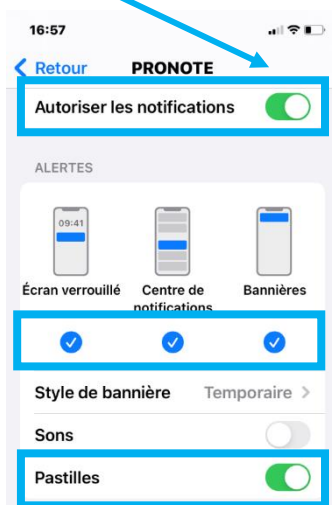 16:57
Retour PRONOTE
Autoriser les notifications
ALERTES
09:41
Écran verrouillé Centre de notifications Bannières
Style de bannière Temporaire
Sons
Pastilles